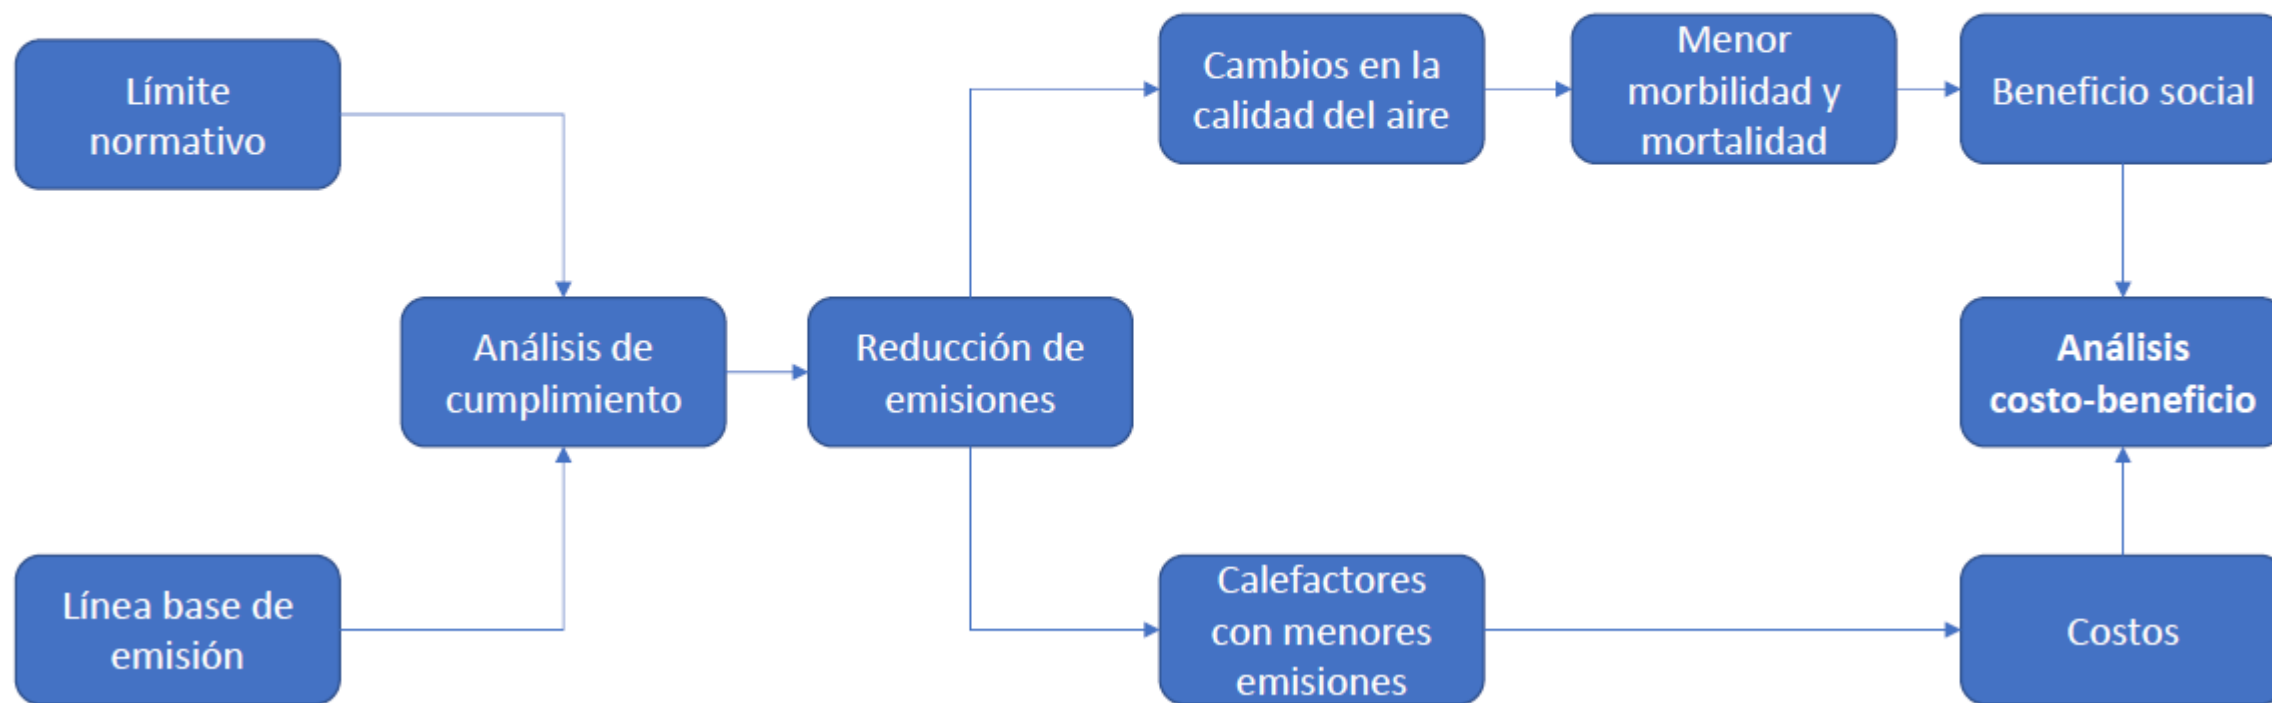 Límite
normativo
Línea base de
emisión
Análisis de
cumplimiento
Reducción de
emisiones
Cambios en la
calidad del aire
Menor
morbilidad y
mortalidad
Beneficio social
Calefactores
con menores
emisiones
Costos
Análisis
costo-beneficio